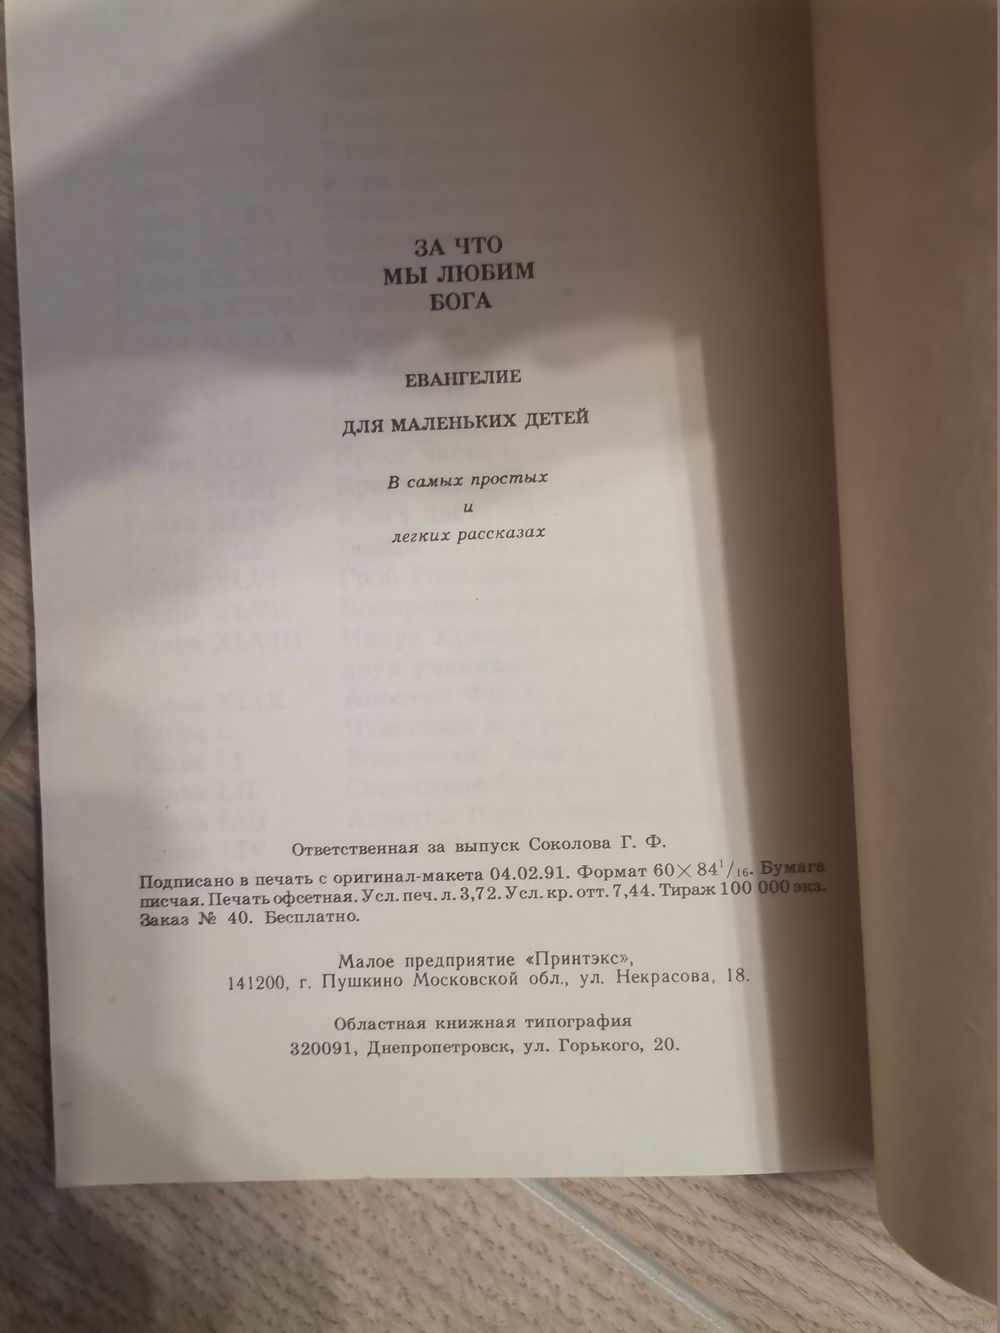 ЗА ЧТО
МЫ ЛЮБИМ
БОГА
ЕВАНГЕЛИЕ
ДЛЯ МАЛЕНЬКИХ ДЕТЕЙ
В самых простых
и
легких рассказах
Ответственная за выпуск Соколова Г. Ф.
Подписано в печать с оригинал-макета 04.02.91. Формат 60×84¹/₁₆. Бумага
писчая. Печать офсетная. Усл. печ. л. 3,72. Усл. кр. отт. 7,44. Тираж 100 000 экз.
Заказ № 40. Бесплатно.
Малое предприятие «Принтэкс»,
141200, г. Пушкино Московской обл., ул. Некрасова, 18.
Областная книжная типография
320091, Днепропетровск, ул. Горького, 20.